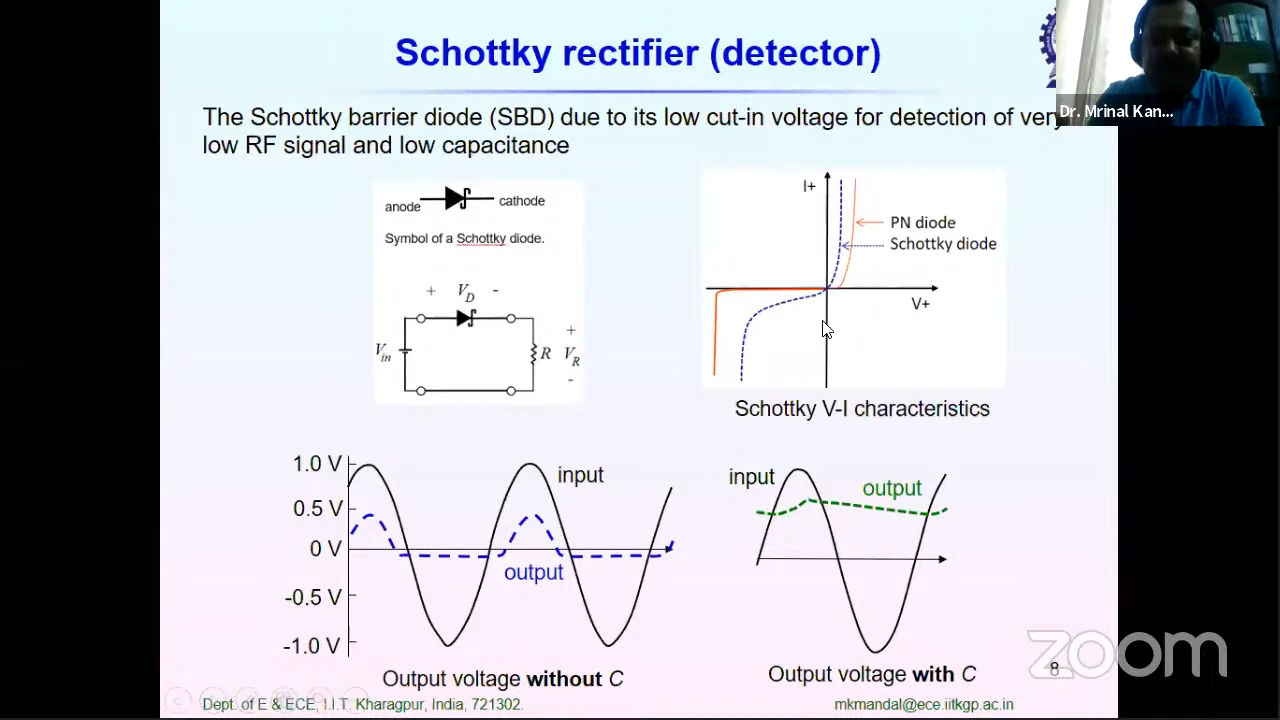 Schottky rectifier (detector)
Dr. Mrinal Kan...
The Schottky barrier diode (SBD) due to its low cut-in voltage for detection of very
low RF signal and low capacitance
anode
cathode
Symbol of a Schottky diode.
+ VD -
Vin
R
+
VR
-
I+
PN diode
Schottky diode
V+
Schottky V-I characteristics
1.0 V
0.5 V
0 V
-0.5 V
-1.0 V
input
output
Output voltage without C
input
output
Output voltage with C
zoom
8
Dept. of E & ECE, I.I.T. Kharagpur, India, 721302.
mkmandal@ece.iitkgp.ac.in